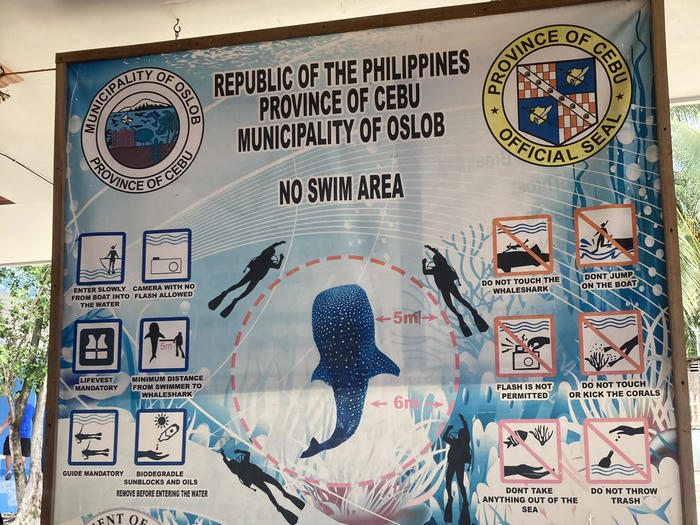 MUNICIPALITY OF OSLOB
PROVINCE OF CEBU
REPUBLIC OF THE PHILIPPINES
PROVINCE OF CEBU
MUNICIPALITY OF OSLOB
PROVINCE OF CEBU
OFFICIAL SEAL
NO SWIM AREA
ENTER SLOWLY
FROM BOAT INTO
THE WATER
CAMERA WITH NO
FLASH ALLOWED
LIFEVEST
MANDATORY
5m
MINIMUM DISTANCE
FROM SWIMMER TO
WHALESHARK
GUIDE MANDATORY
BIODEGRADLE
SUNBLOCKS AND OILS
REMOVE BEFORE ENTERING THE WATER
5m
6m
DO NOT TOUCH THE
WHALESHARK
DONT JUMP
ON THE BOAT
FLASH IS NOT
PERMITTED
DO NOT TOUCH
OR KICK THE CORALS
DONT TAKE
ANYTHING OUT OF THE
SEA
DO NOT THROW
TRASH
MENT OF